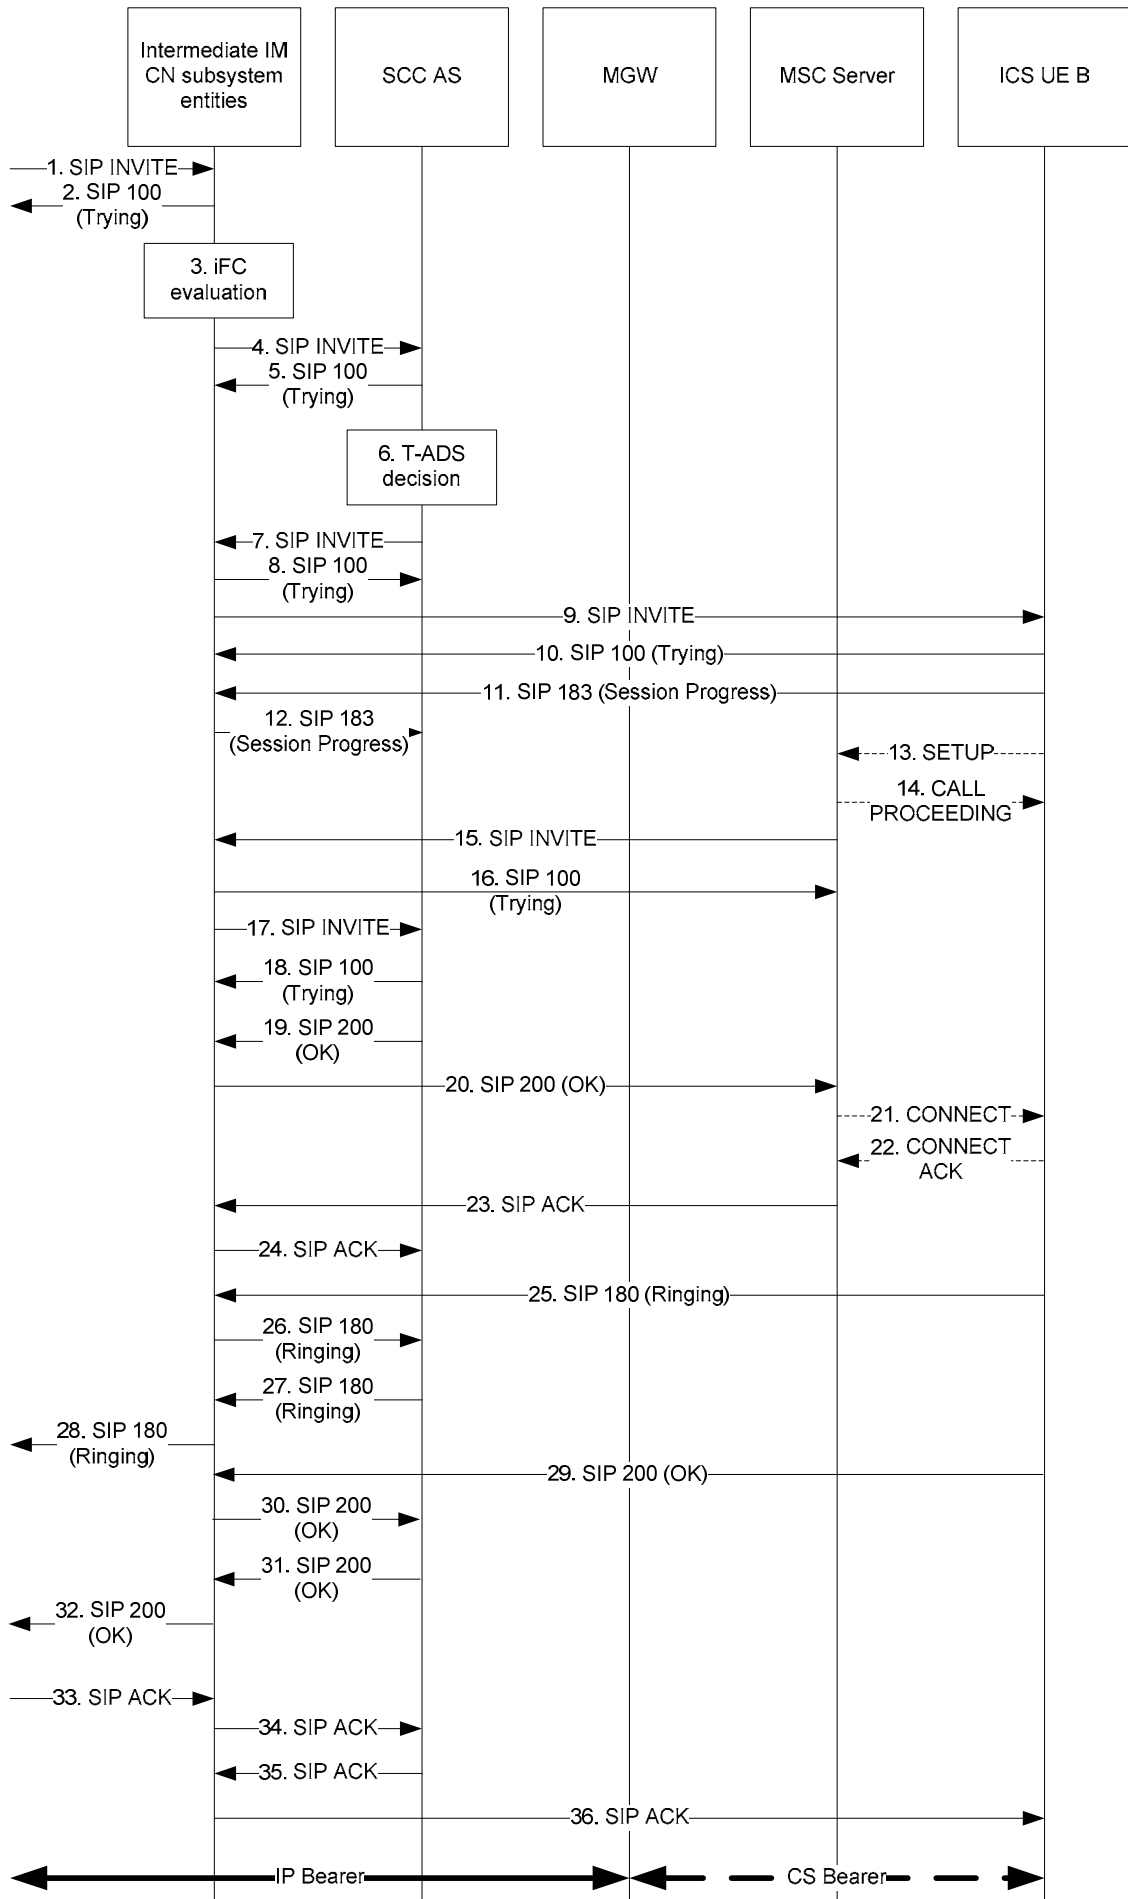 Intermediate IM
CN subsystem
entities
SCC AS
MGW
MSC Server
ICS UE B
1. SIP INVITE
2. SIP 100
(Trying)
3. iFC
evaluation
4. SIP INVITE
5. SIP 100
(Trying)
6. T-ADS
decision
7. SIP INVITE
8. SIP 100
(Trying)
9. SIP INVITE
10. SIP 100 (Trying)
11. SIP 183 (Session Progress)
12. SIP 183
(Session Progress)
13. SETUP
14. CALL
PROCEEDING
15. SIP INVITE
16. SIP 100
(Trying)
17. SIP INVITE
18. SIP 100
(Trying)
19. SIP 200
(OK)
20. SIP 200 (OK)
21. CONNECT
22. CONNECT
ACK
23. SIP ACK
24. SIP ACK
25. SIP 180 (Ringing)
26. SIP 180
(Ringing)
27. SIP 180
(Ringing)
28. SIP 180
(Ringing)
29. SIP 200 (OK)
30. SIP 200
(OK)
31. SIP 200
(OK)
32. SIP 200
(OK)
33. SIP ACK
34. SIP ACK
35. SIP ACK
36. SIP ACK
IP Bearer
CS Bearer